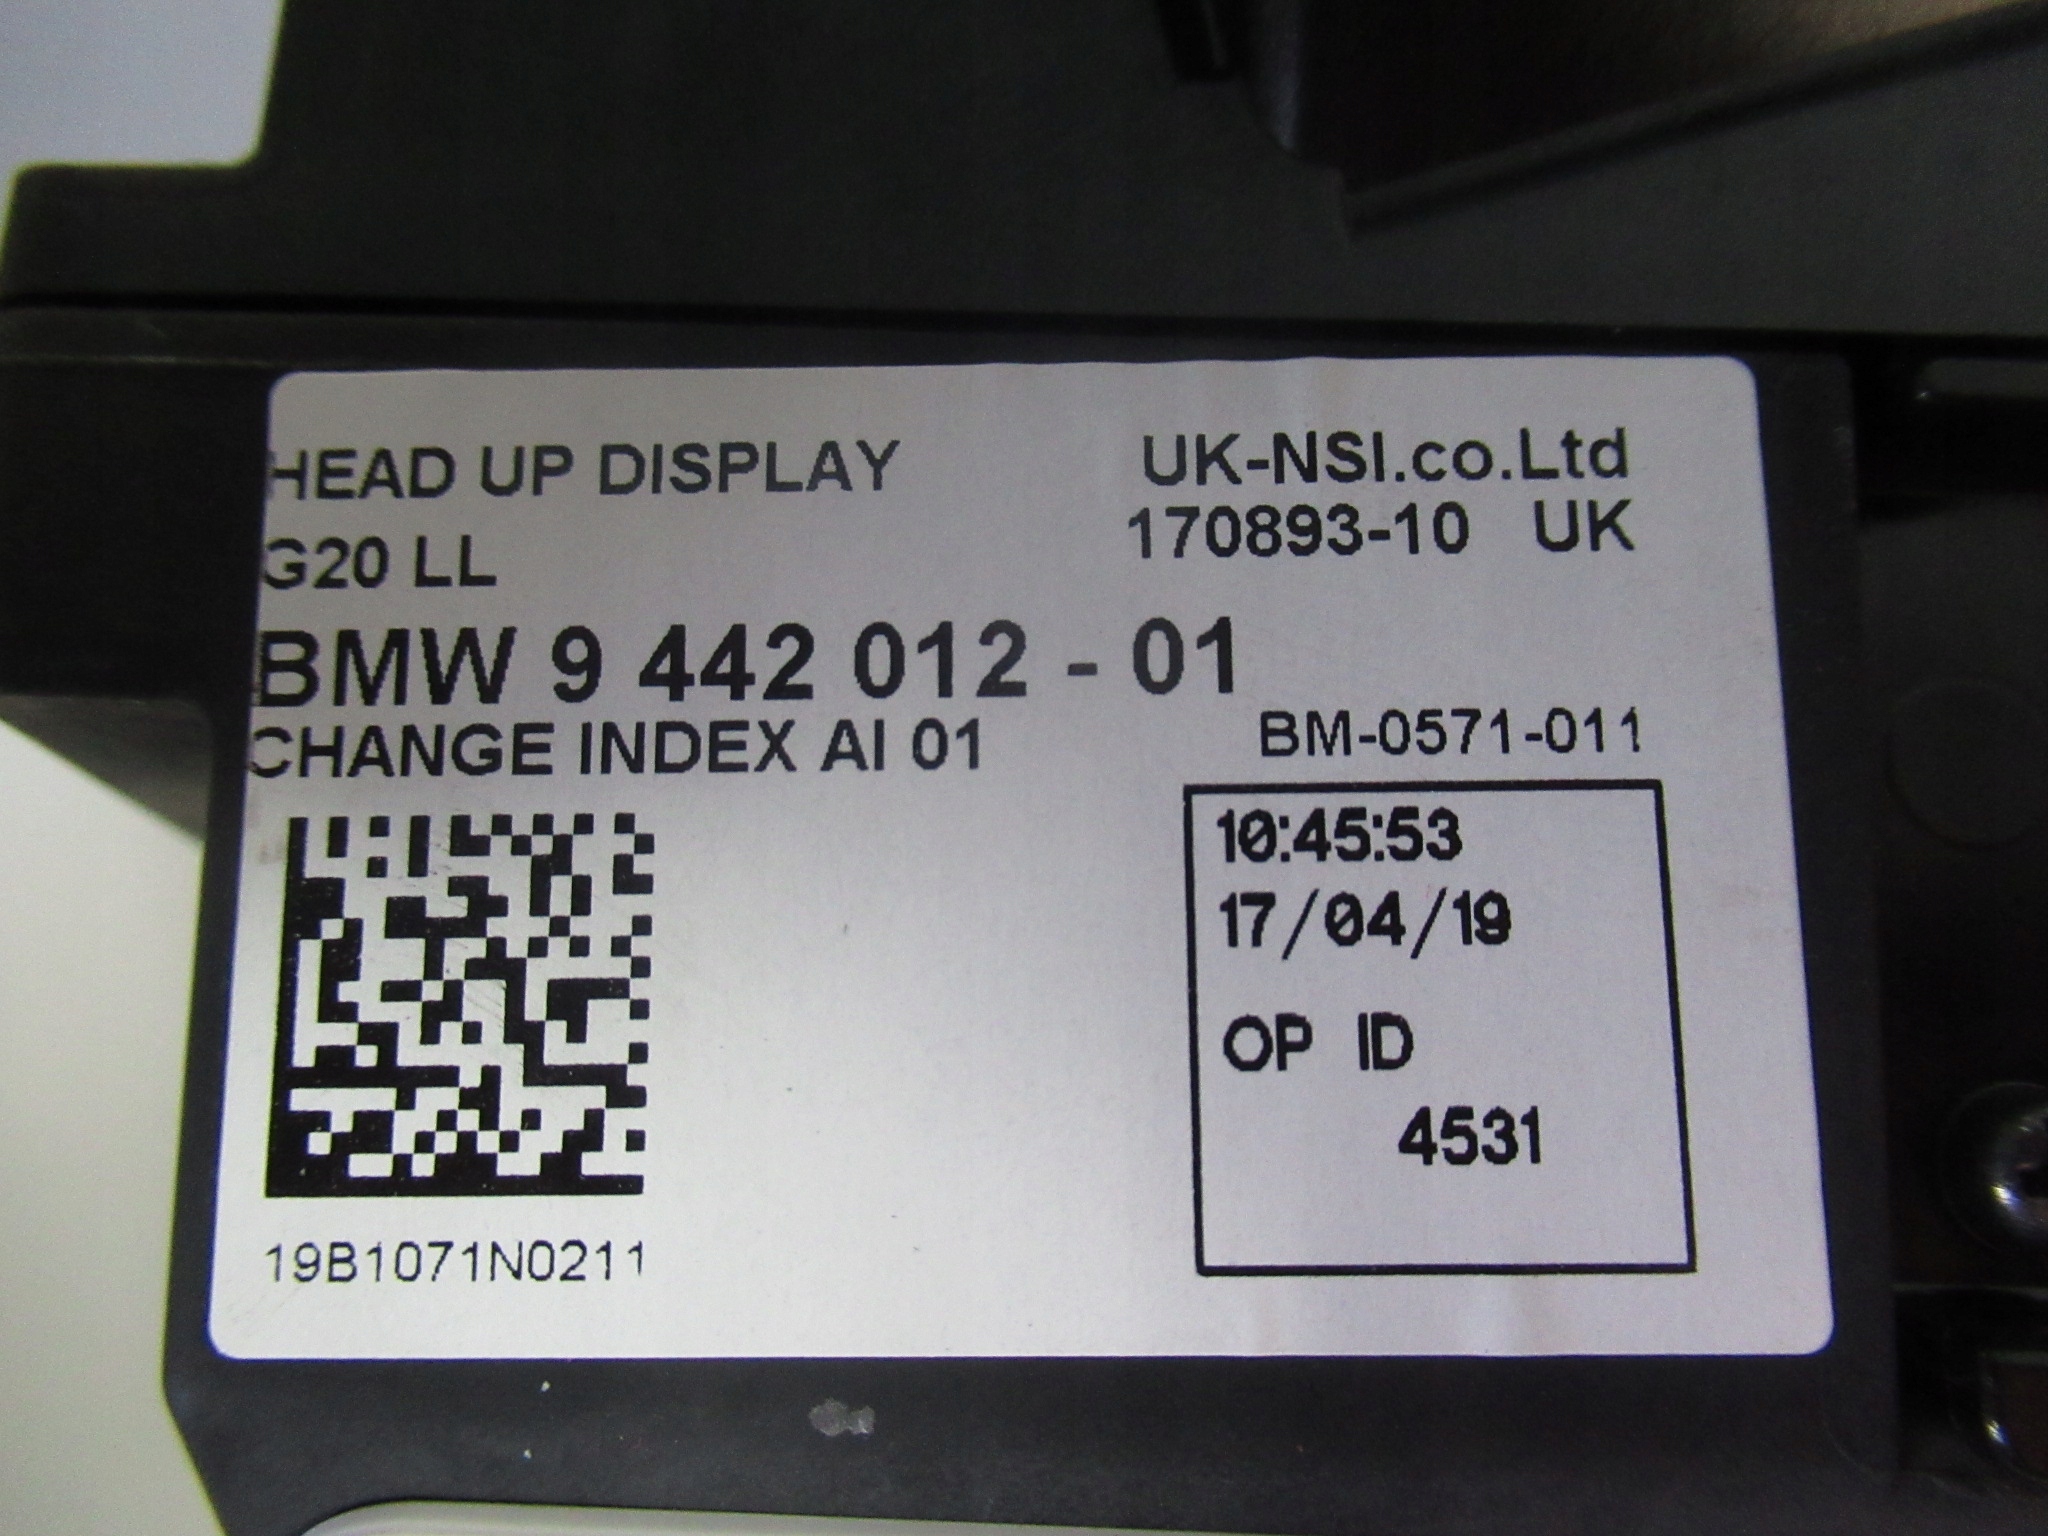 HEAD UP DISPLAY
G20 LL
UK-NSI.co.Ltd
170893-10 UK
BMW 9 442 012 - 01
CHANGE INDEX AI 01
BM-0571-011
10:45:53
17/04/19
OP ID
4531
19B1071N0211